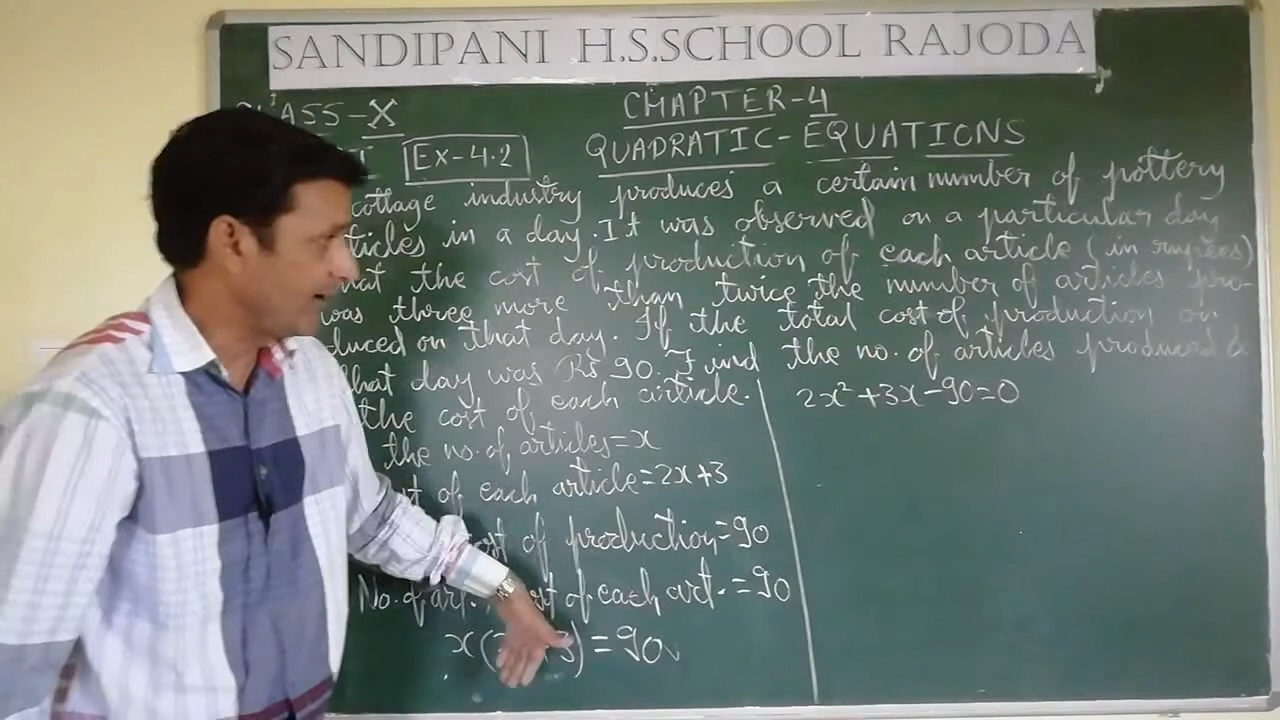 SANDIPANI H.S.SCHOOL RAJODA
CLASS-X
CHAPTER-4
Ex-4.2
QUADRATIC-EQUATIONS
cottage industry produces a certain number of pottery
ticles in a day. It was observed on a particular day
hat the cost of production of each article (in rupees)
was three more than twice the number of articles pro-
duced on that day. If the total cost of production on
that day was Rs 90. Find the no. of articles produced &
the cost of each article.
2x²+3x-90=0
the no. of articles=x
st of each article=2x+3
cost of production=90
No. of art. of each art. =90
x( 3)=90